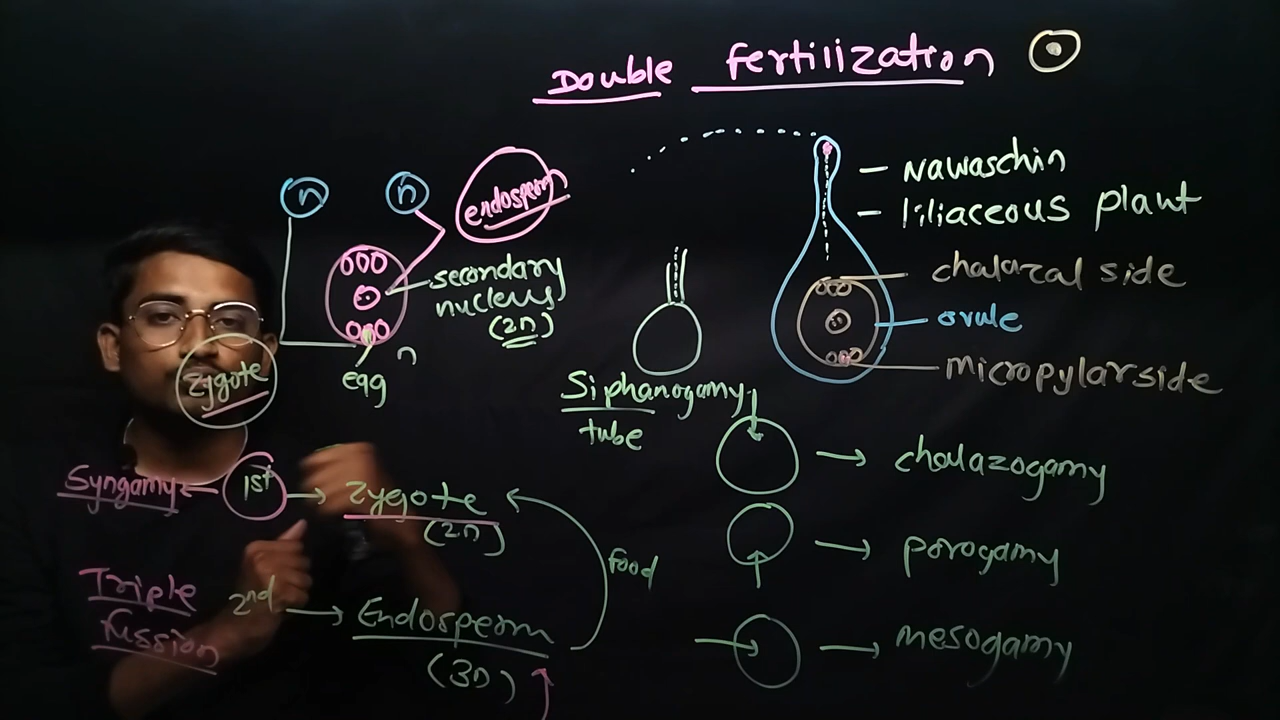 Double Fertilization
- Nawaschin
- liliaceous plant
chalazal side
ovule
micropylar side
n
n
endosperm
secondary
nucleus
(2n)
n
egg
zygote
Siphanogamy
tube
Syngamy
1st
zygote
(2n)
Triple
fussion
2nd
Endosperm
(3n)
food
chalazogamy
porogamy
mesogamy